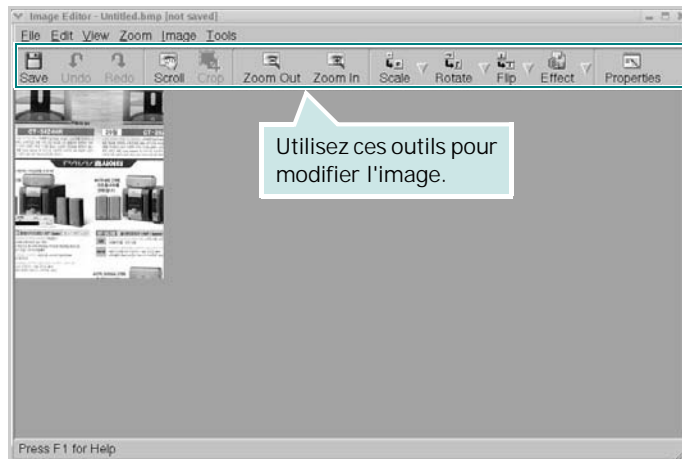 Image Editor - Untitled.bmp [not saved]
File Edit View Zoom Image Tools
Save Undo Redo Scroll Crop Zoom Out Zoom In Scale Rotate Flip Effect Properties
Utilisez ces outils pour
modifier l'image.
Press F1 for Help